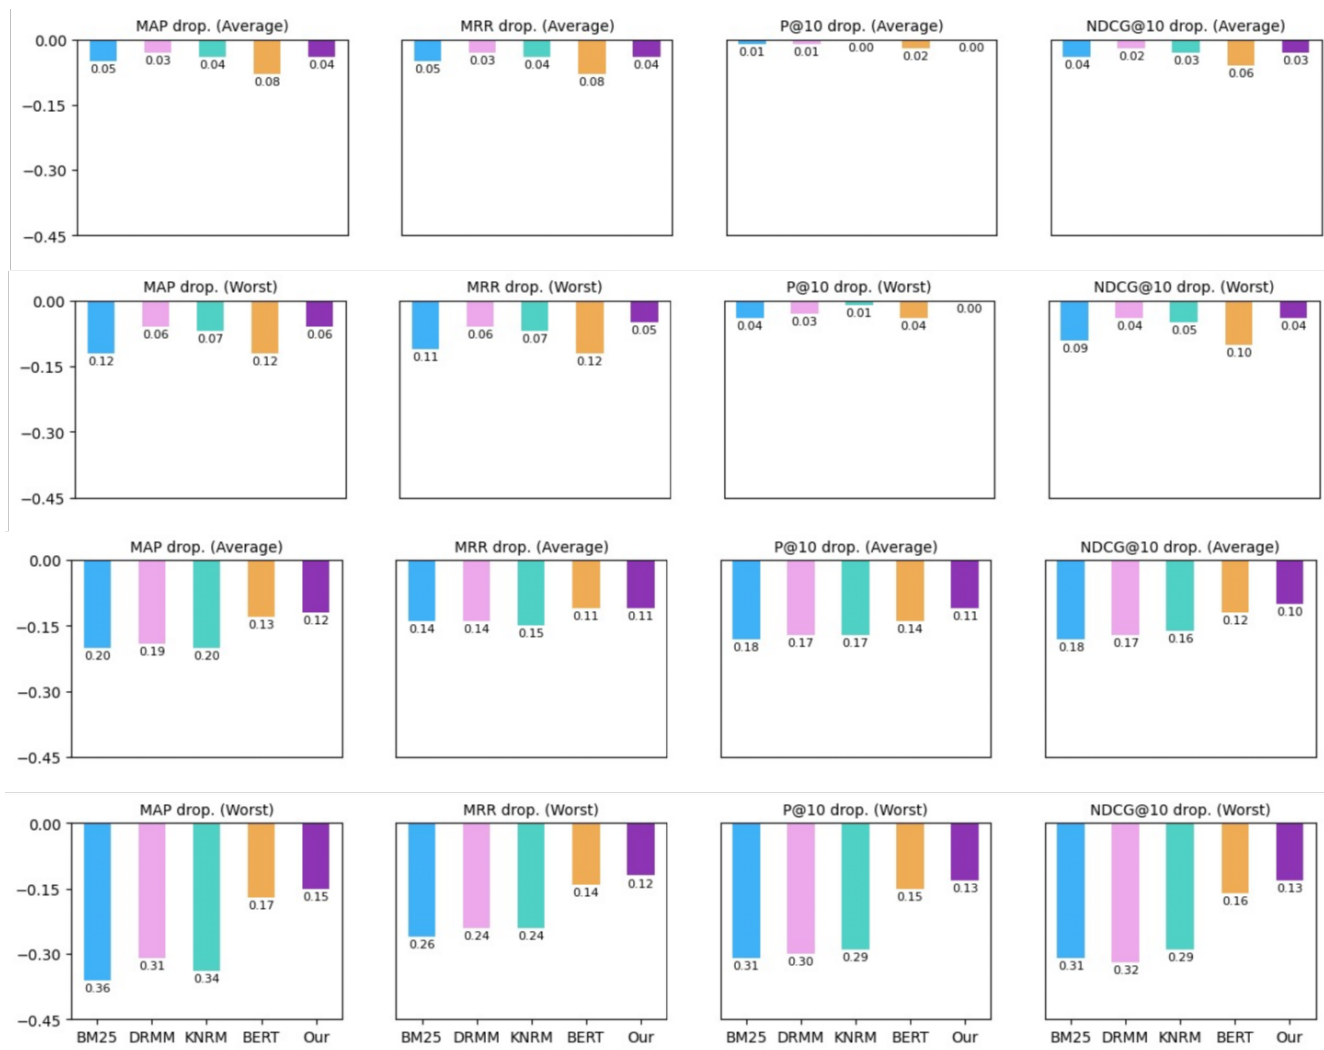 MAP drop. (Average) MRR drop. (Average) P@10 drop. (Average) NDCG@10 drop. (Average)
0.00
0.05 0.03 0.04 0.08 0.04 0.05 0.03 0.04 0.08 0.04 0.01 0.01 0.00 0.02 0.00 0.04 0.02 0.03 0.06 0.03
−0.15
−0.30
−0.45
MAP drop. (Worst) MRR drop. (Worst) P@10 drop. (Worst) NDCG@10 drop. (Worst)
0.00
0.12 0.06 0.07 0.12 0.06 0.11 0.06 0.07 0.12 0.05 0.04 0.03 0.01 0.04 0.00 0.09 0.04 0.05 0.10 0.04
−0.15
−0.30
−0.45
MAP drop. (Average) MRR drop. (Average) P@10 drop. (Average) NDCG@10 drop. (Average)
0.00
−0.15
0.20 0.19 0.20 0.13 0.12 0.14 0.14 0.15 0.11 0.11 0.18 0.17 0.17 0.14 0.11 0.18 0.17 0.16 0.12 0.10
−0.30
−0.45
MAP drop. (Worst) MRR drop. (Worst) P@10 drop. (Worst) NDCG@10 drop. (Worst)
0.00
−0.15
−0.30
0.36 0.31 0.34 0.17 0.15 0.26 0.24 0.24 0.14 0.12 0.31 0.30 0.29 0.15 0.13 0.31 0.32 0.29 0.16 0.13
−0.45
BM25 DRMM KNRM BERT Our BM25 DRMM KNRM BERT Our BM25 DRMM KNRM BERT Our BM25 DRMM KNRM BERT Our